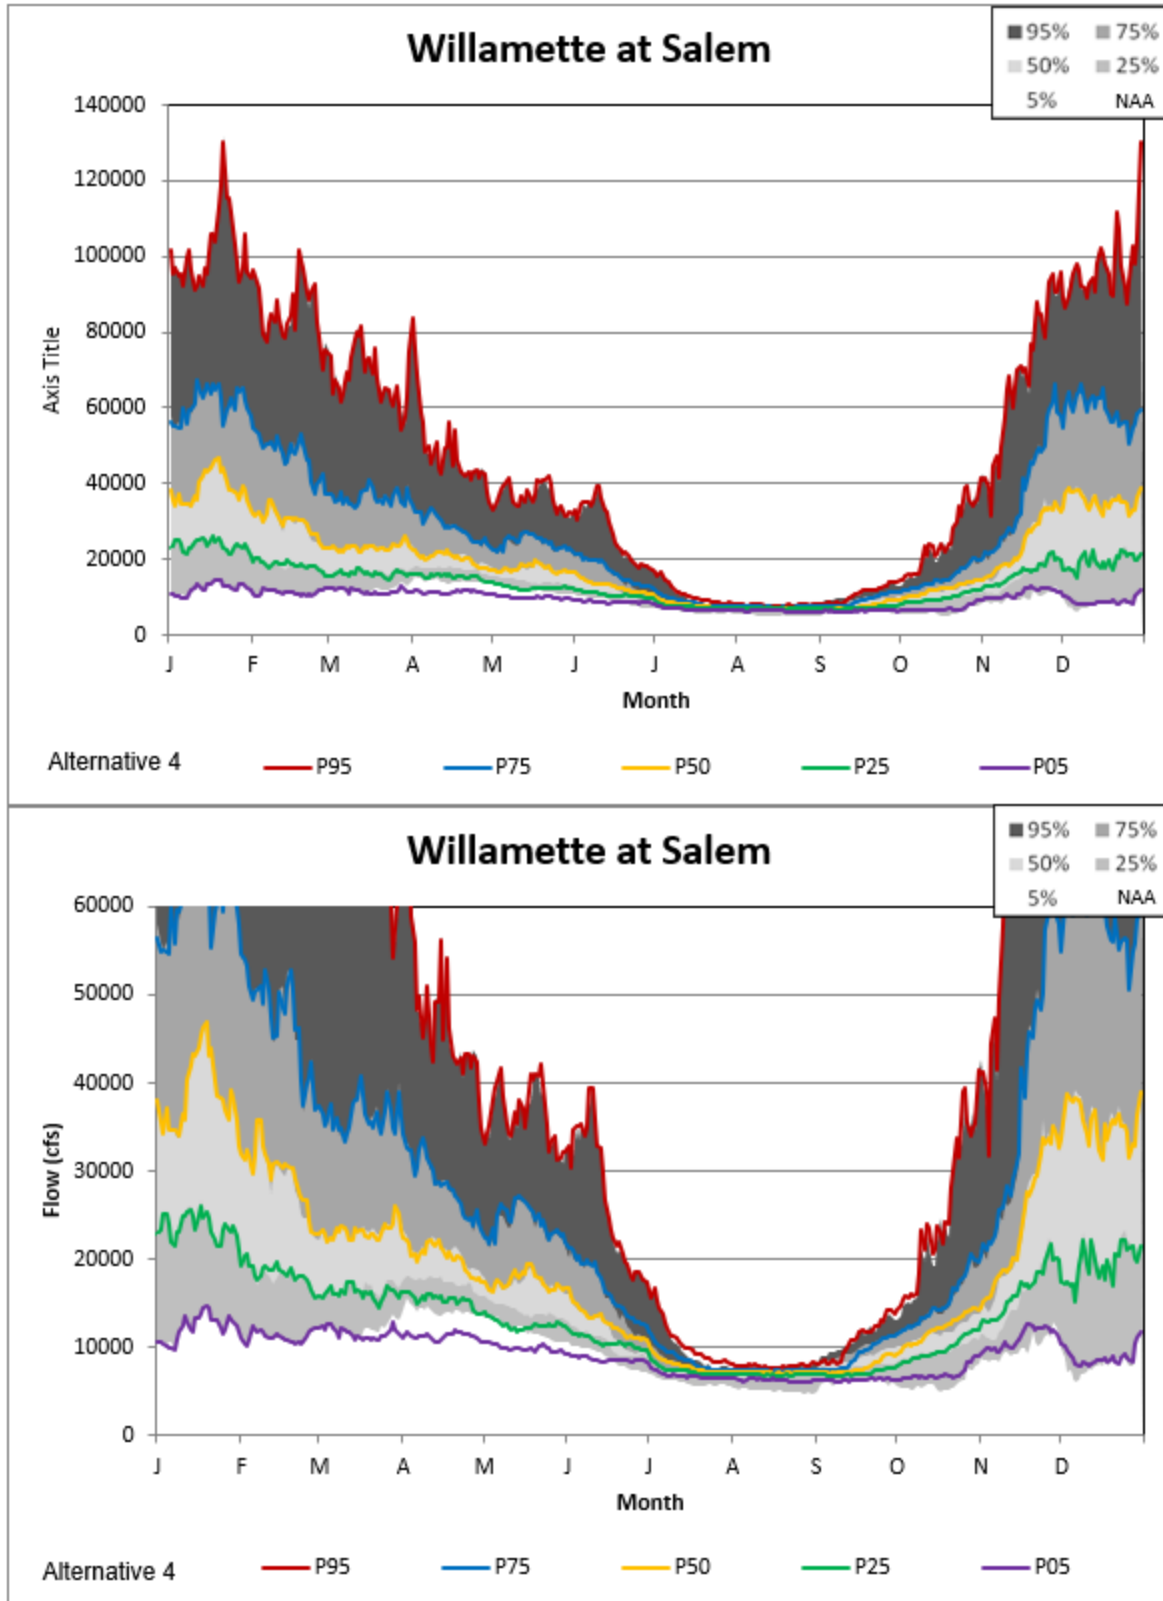 Willamette at Salem
95% 75%
50% 25%
5% NAA
140000
120000
100000
80000
60000
40000
20000
0
Axis Title
J F M A M J J A S O N D
Month
Alternative 4 P95 P75 P50 P25 P05
Willamette at Salem
95% 75%
50% 25%
5% NAA
60000
50000
40000
30000
20000
10000
0
Flow (cfs)
J F M A M J J A S O N D
Month
Alternative 4 P95 P75 P50 P25 P05